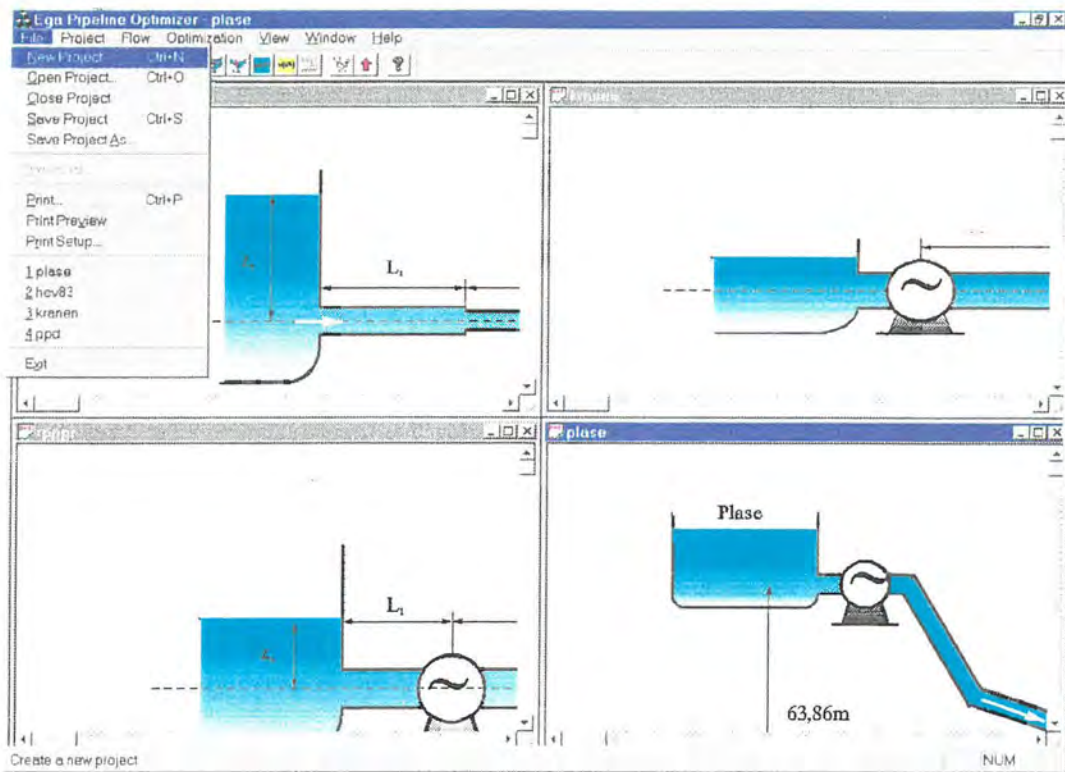 Ega Pipeline Optimizer - plase
File Project Flow Optimization View Window Help
New Project Ctrl+N
Open Project.. Ctrl+O
Close Project
Save Project Ctrl+S
Save Project As..
Print... Ctrl+P
Print Preview
Print Setup...
1 plase
2 hev83
3 kranen
4 ppd
Exit
L₁
plase
L₁
Plase
63,86m
Create a new project
NUM